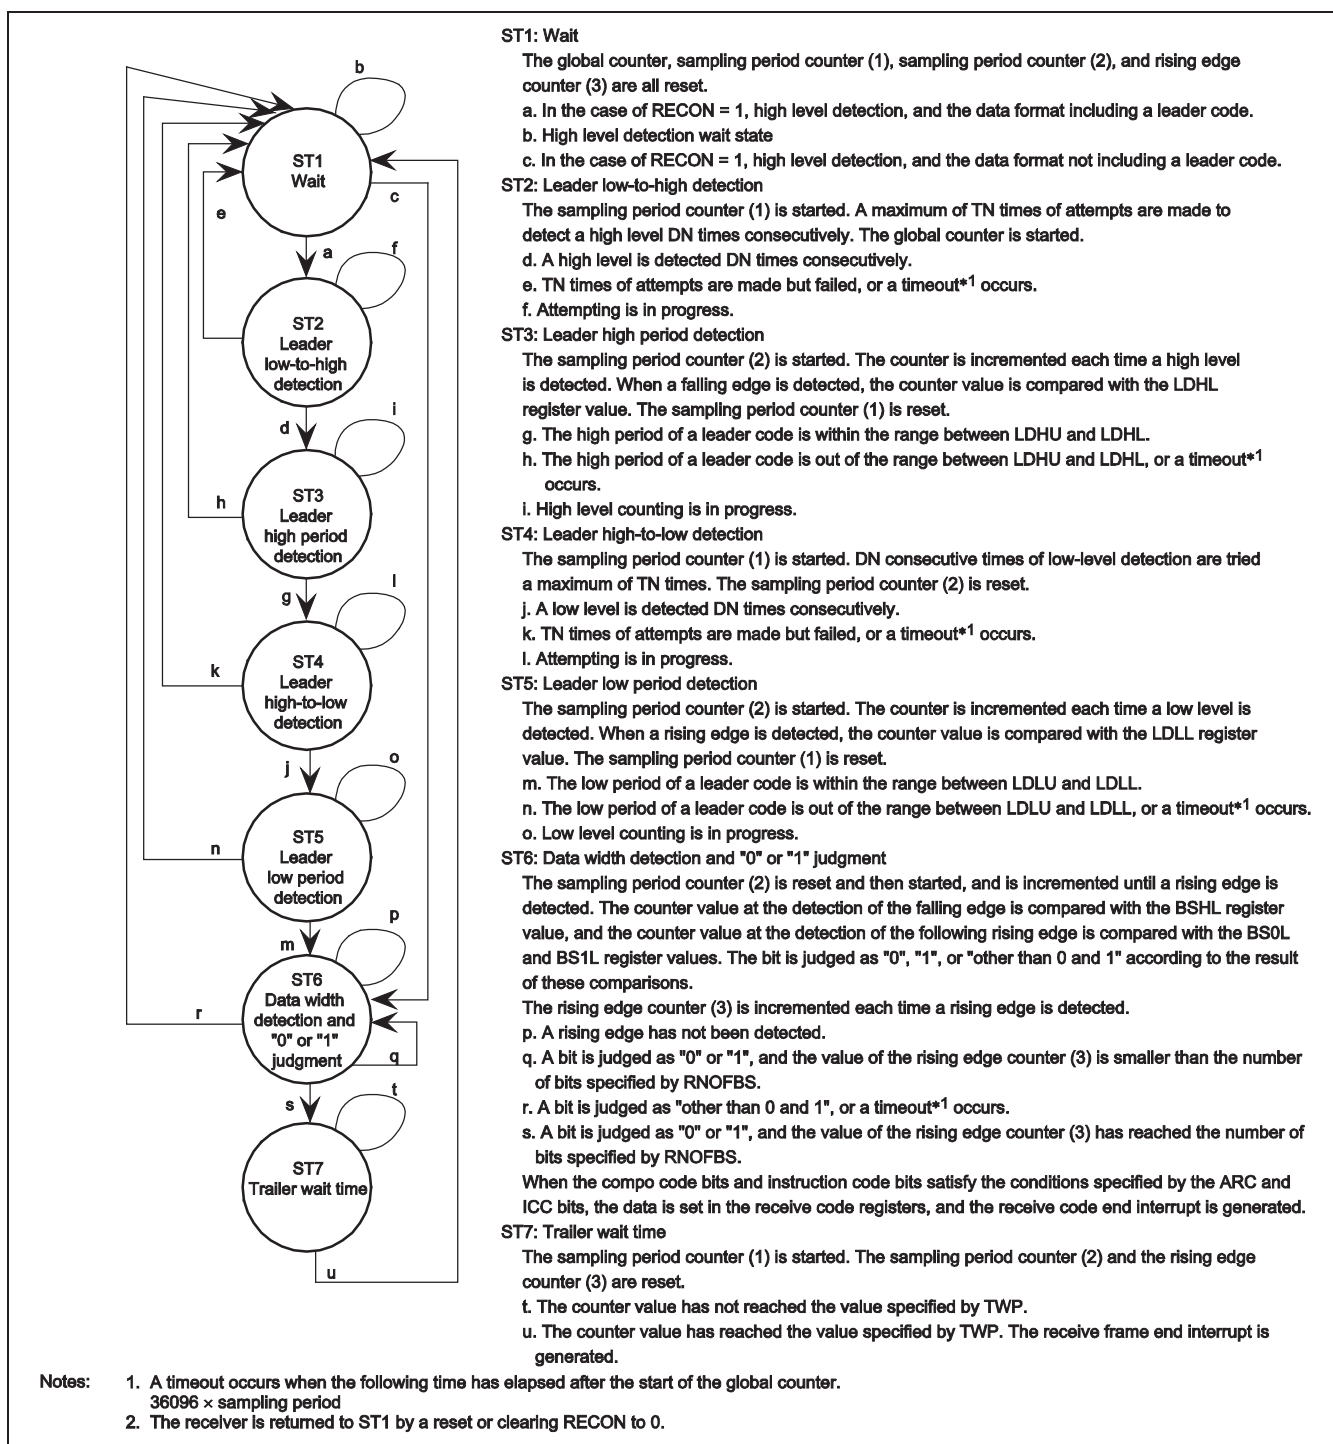 b
ST1
Wait
e
c
a
f
ST2
Leader
low-to-high
detection
d
i
h
ST3
Leader
high period
detection
g
l
k
ST4
Leader
high-to-low
detection
j
o
n
ST5
Leader
low period
detection
m
p
r
ST6
Data width
detection and
"0" or "1"
judgment
q
s
t
ST7
Trailer wait time
u
ST1: Wait
The global counter, sampling period counter (1), sampling period counter (2), and rising edge
counter (3) are all reset.
a. In the case of RECON = 1, high level detection, and the data format including a leader code.
b. High level detection wait state
c. In the case of RECON = 1, high level detection, and the data format not including a leader code.
ST2: Leader low-to-high detection
The sampling period counter (1) is started. A maximum of TN times of attempts are made to
detect a high level DN times consecutively. The global counter is started.
d. A high level is detected DN times consecutively.
e. TN times of attempts are made but failed, or a timeout*1 occurs.
f. Attempting is in progress.
ST3: Leader high period detection
The sampling period counter (2) is started. The counter is incremented each time a high level
is detected. When a falling edge is detected, the counter value is compared with the LDHL
register value. The sampling period counter (1) is reset.
g. The high period of a leader code is within the range between LDHU and LDHL.
h. The high period of a leader code is out of the range between LDHU and LDHL, or a timeout*1
occurs.
i. High level counting is in progress.
ST4: Leader high-to-low detection
The sampling period counter (1) is started. DN consecutive times of low-level detection are tried
a maximum of TN times. The sampling period counter (2) is reset.
j. A low level is detected DN times consecutively.
k. TN times of attempts are made but failed, or a timeout*1 occurs.
l. Attempting is in progress.
ST5: Leader low period detection
The sampling period counter (2) is started. The counter is incremented each time a low level is
detected. When a rising edge is detected, the counter value is compared with the LDLL register
value. The sampling period counter (1) is reset.
m. The low period of a leader code is within the range between LDLU and LDLL.
n. The low period of a leader code is out of the range between LDLU and LDLL, or a timeout*1 occurs.
o. Low level counting is in progress.
ST6: Data width detection and "0" or "1" judgment
The sampling period counter (2) is reset and then started, and is incremented until a rising edge is
detected. The counter value at the detection of the falling edge is compared with the BSHL register
value, and the counter value at the detection of the following rising edge is compared with the BS0L
and BS1L register values. The bit is judged as "0", "1", or "other than 0 and 1" according to the result
of these comparisons.
The rising edge counter (3) is incremented each time a rising edge is detected.
p. A rising edge has not been detected.
q. A bit is judged as "0" or "1", and the value of the rising edge counter (3) is smaller than the number
of bits specified by RNOFBS.
r. A bit is judged as "other than 0 and 1", or a timeout*1 occurs.
s. A bit is judged as "0" or "1", and the value of the rising edge counter (3) has reached the number of
bits specified by RNOFBS.
When the compo code bits and instruction code bits satisfy the conditions specified by the ARC and
ICC bits, the data is set in the receive code registers, and the receive code end interrupt is generated.
ST7: Trailer wait time
The sampling period counter (1) is started. The sampling period counter (2) and the rising edge
counter (3) are reset.
t. The counter value has not reached the value specified by TWP.
u. The counter value has reached the value specified by TWP. The receive frame end interrupt is
generated.
Notes: 1. A timeout occurs when the following time has elapsed after the start of the global counter.
36096 × sampling period
2. The receiver is returned to ST1 by a reset or clearing RECON to 0.